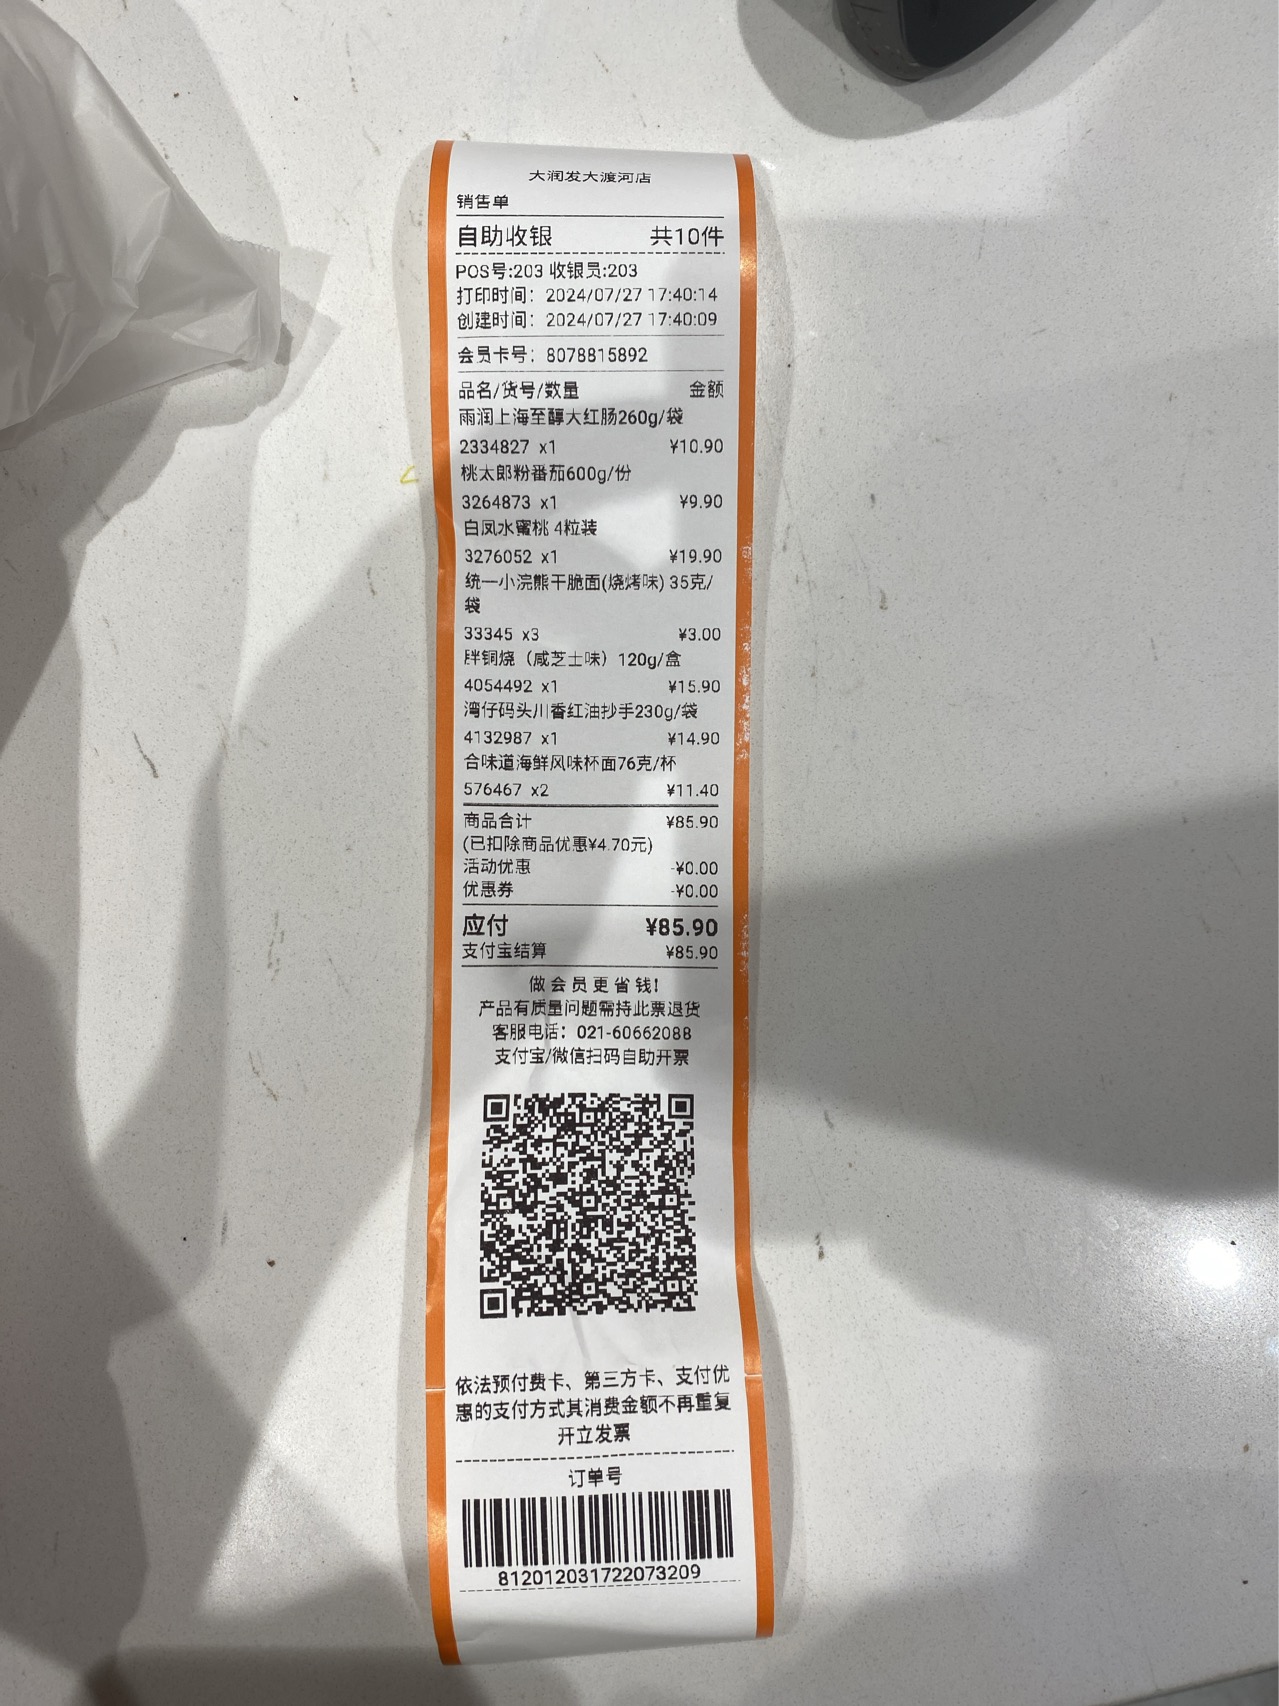 大润发大渡河店
销售单
自助收银 共10件
POS号:203 收银员:203
打印时间：2024/07/27 17:40:14
创建时间：2024/07/27 17:40:09
会员卡号：8078815892
品名/货号/数量 金额
雨润上海至醇大红肠260g/袋
2334827 x1 ¥10.90
桃太郎粉番茄600g/份
3264873 x1 ¥9.90
白凤水蜜桃 4粒装
3276052 x1 ¥19.90
统一小浣熊干脆面(烧烤味) 35克/
袋
33345 x3 ¥3.00
牉铜烧（咸芝士味）120g/盒
4054492 x1 ¥15.90
湾仔码头川香红油抄手230g/袋
4132987 x1 ¥14.90
合味道海鲜风味杯面76克/杯
576467 x2 ¥11.40
商品合计 ¥85.90
(已扣除商品优惠¥4.70元)
活动优惠 -¥0.00
优惠券 -¥0.00
应付 ¥85.90
支付宝结算 ¥85.90
做会员更省钱!
产品有质量问题需持此票退货
客服电话：021-60662088
支付宝/微信扫码自助开票
依法预付费卡、第三方卡、支付优
惠的支付方式其消费金额不再重复
开立发票
订单号
812012031722073209